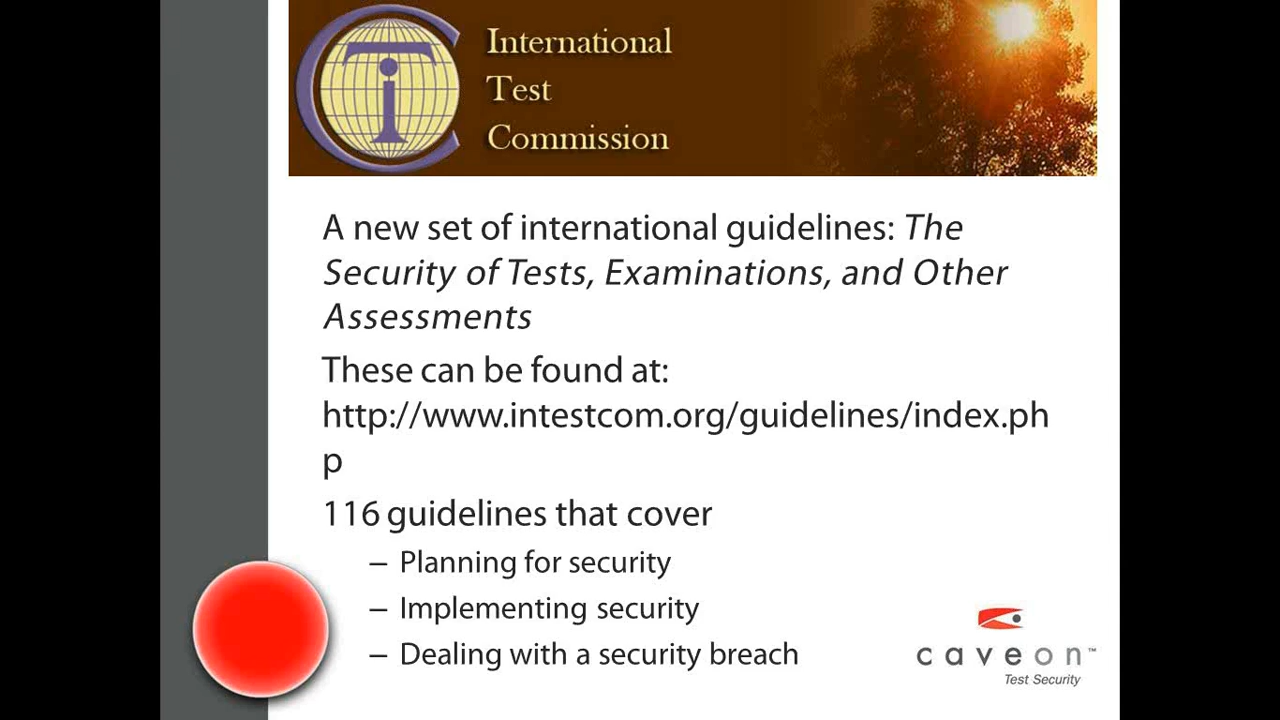 International
Test
Commission
A new set of international guidelines: The
Security of Tests, Examinations, and Other
Assessments
These can be found at:
http://www.intestcom.org/guidelines/index.ph
p
116 guidelines that cover
– Planning for security
– Implementing security
– Dealing with a security breach
caveon™
Test Security